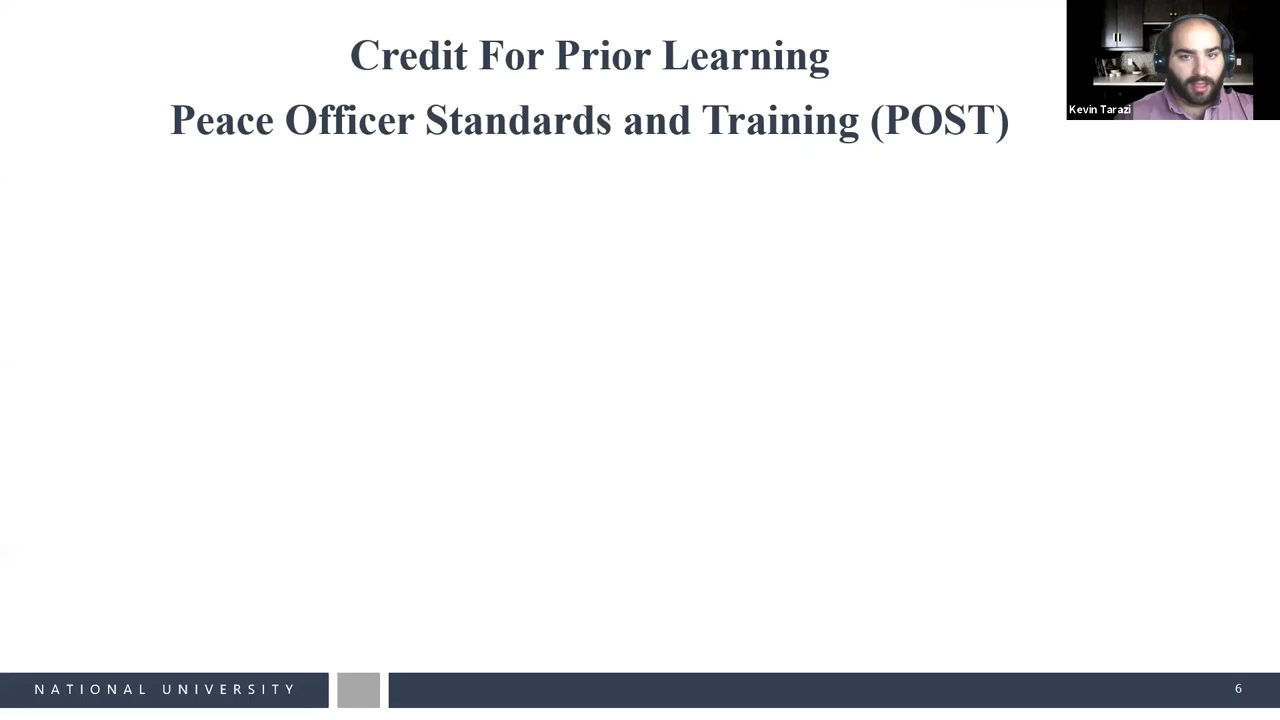 Credit For Prior Learning
Peace Officer Standards and Training (POST)
Kevin Tarazi
NATIONAL UNIVERSITY
6